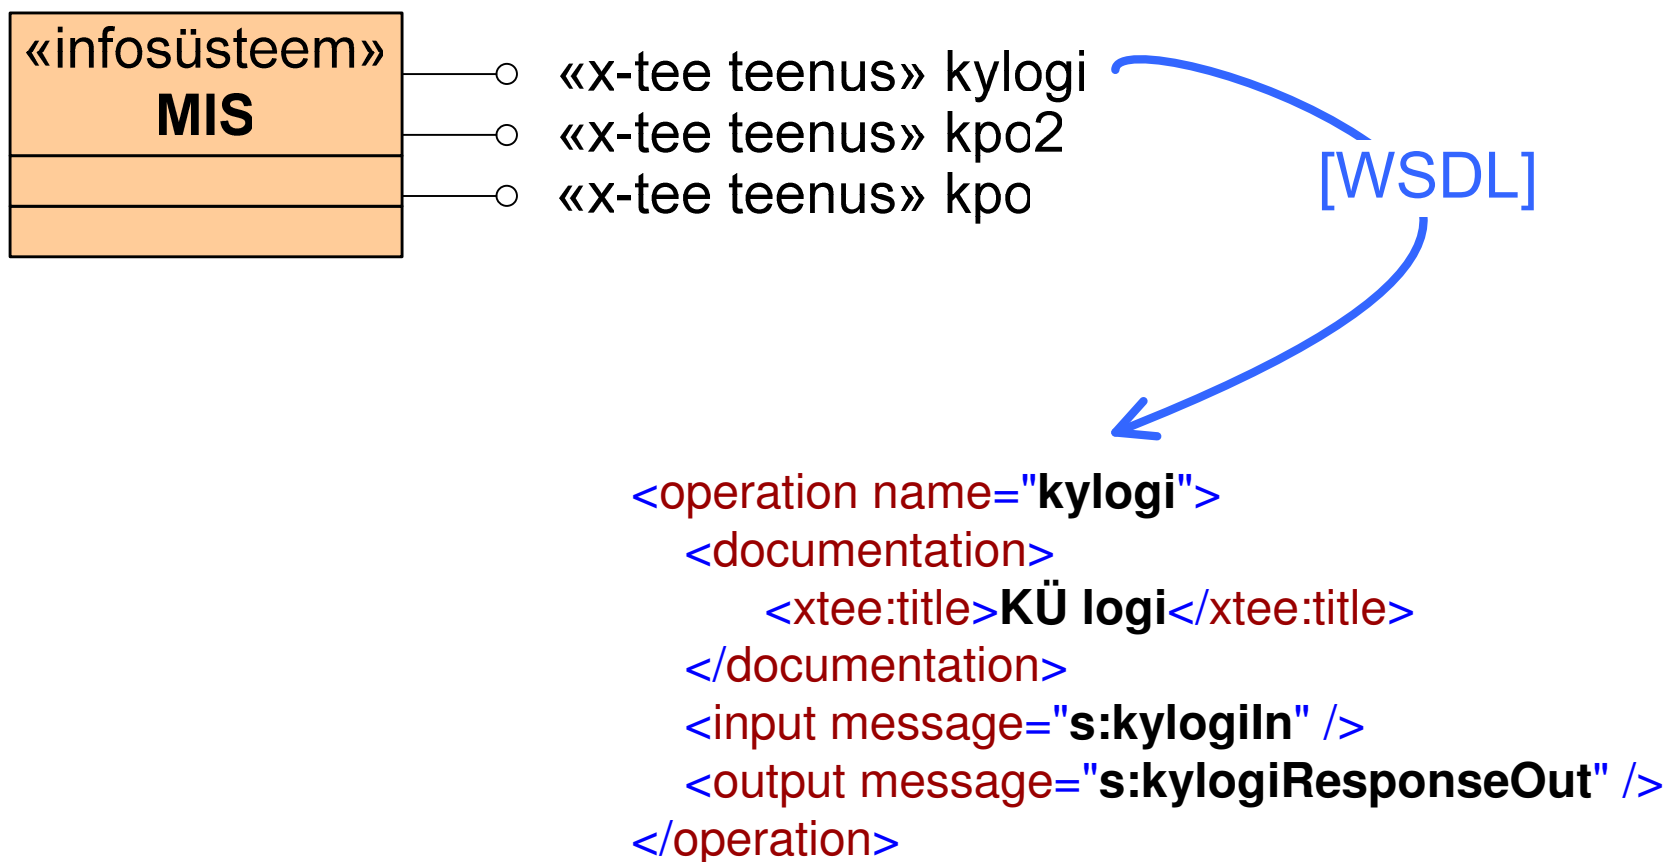 «infosüsteem»
MIS
«x-tee teenus» kylogi
«x-tee teenus» kpo2
«x-tee teenus» kpo
[WSDL]
<operation name="kylogi">
<documentation>
<xtee:title>KÜ logi</xtee:title>
</documentation>
<input message="s:kylogiIn" />
<output message="s:kylogiResponseOut" />
</operation>